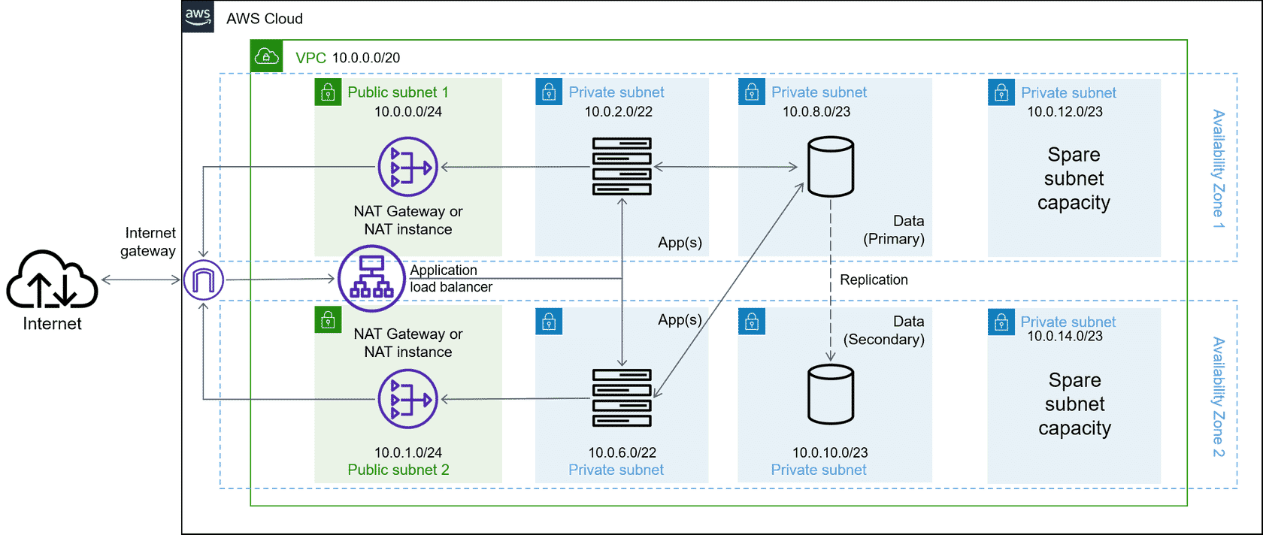 aws
AWS Cloud
VPC 10.0.0.0/20
Public subnet 1
10.0.0.0/24
Private subnet
10.0.2.0/22
Private subnet
10.0.8.0/23
Private subnet
10.0.12.0/23
Availability Zone 1
NAT Gateway or
NAT instance
Spare
subnet
capacity
App(s)
Data
(Primary)
Internet
gateway
Internet
Application
load balancer
Replication
NAT Gateway or
NAT instance
App(s)
Data
(Secondary)
Private subnet
10.0.14.0/23
Availability Zone 2
Spare
subnet
capacity
10.0.1.0/24
Public subnet 2
10.0.6.0/22
Private subnet
10.0.10.0/23
Private subnet